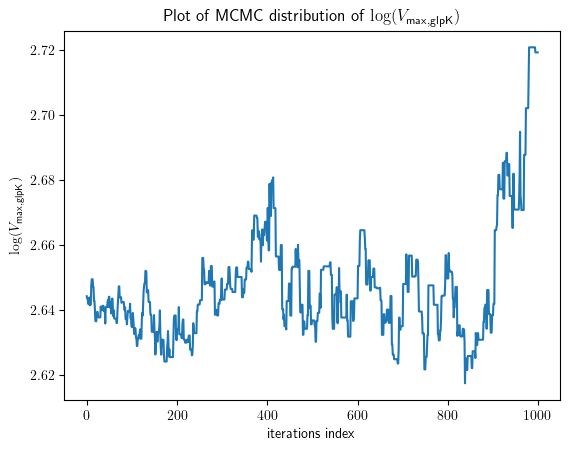 Plot of MCMC distribution of log(V_max,glpK)
2.72
2.70
2.68
2.66
2.64
2.62
log(V_max,glpK)
0 200 400 600 800 1000
iterations index